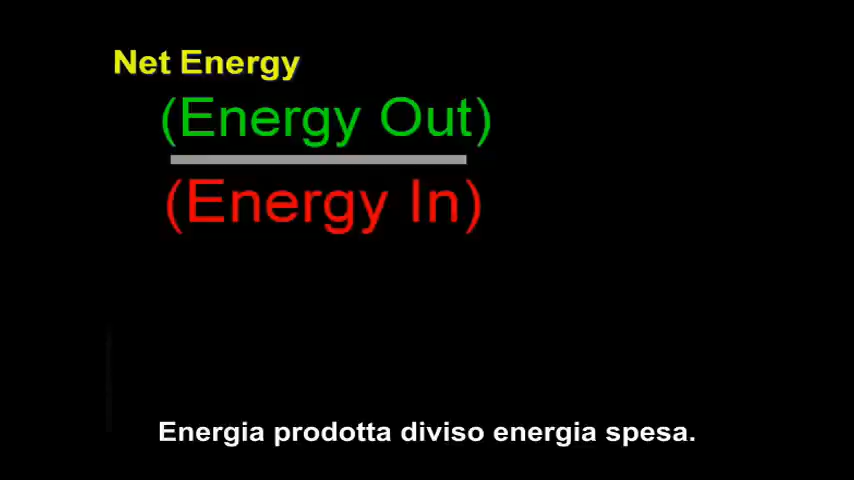 Net Energy
(Energy Out)
(Energy In)
Energia prodotta diviso energia spesa.